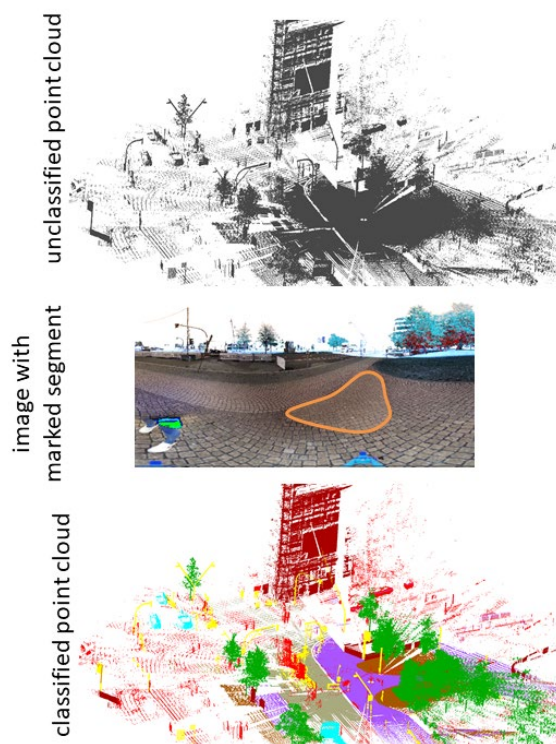 unclassified point cloud
image with
marked segment
classified point cloud